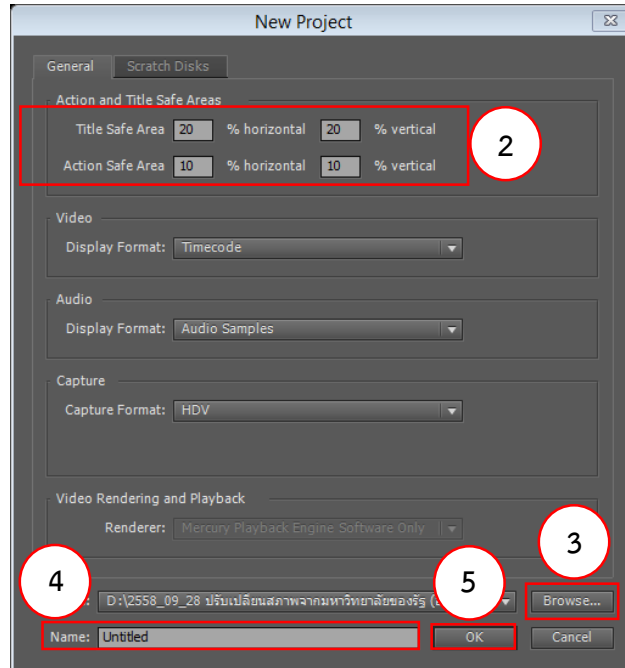 New Project
General Scratch Disks
Action and Title Safe Areas
Title Safe Area 20 % horizontal 20 % vertical
2
Action Safe Area 10 % horizontal 10 % vertical
Video
Display Format: Timecode
Audio
Display Format: Audio Samples
Capture
Capture Format: HDV
Video Rendering and Playback
Renderer: Mercury Playback Engine Software Only
3
4
5
D:\2558_09_28 ปรับเปลี่ยนสภาพจากมหาวิทยาลัยของรัฐ Browse...
Name: Untitled OK Cancel